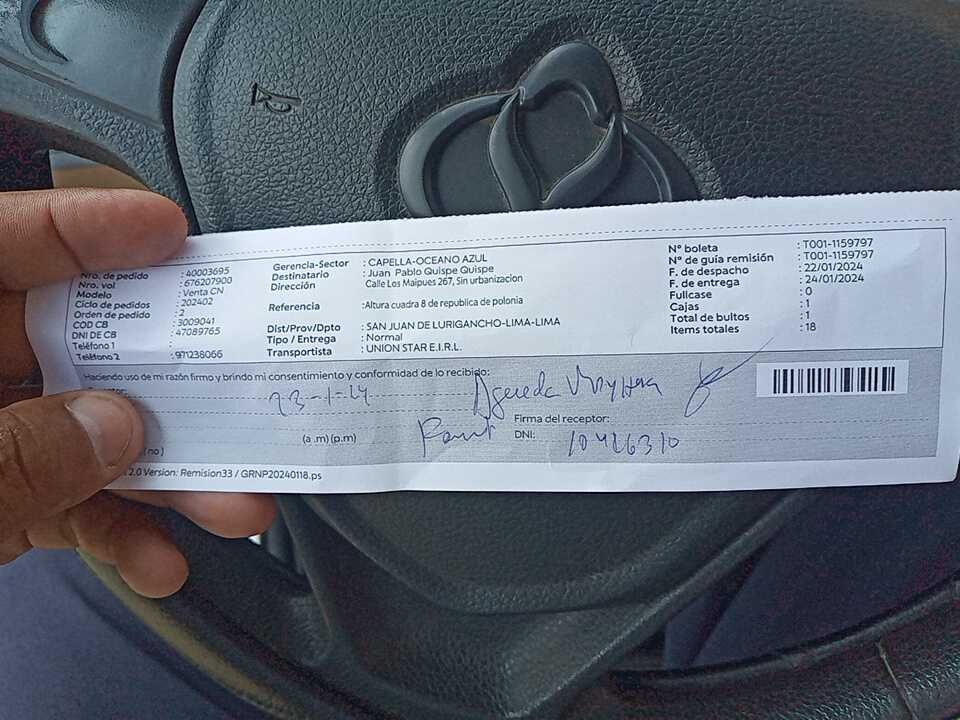 Nro. de pedido : 40003695
Nro. vol : 676207900
Modelo : Venta CN
Ciclo de pedidos : 202402
Orden de pedido : 2
COD CB : 3009041
DNI DE CB : 47089765
Teléfono 1 :
Teléfono 2 : 971238066
Gerencia-Sector : CAPELLA-OCEANO AZUL
Destinatario : Juan Pablo Quispe Quispe
Dirección : Calle Los Maipues 267, Sin urbanizacion
Referencia : Altura cuadra 8 de republica de polonia
Dist/Prov/Dpto : SAN JUAN DE LURIGANCHO-LIMA-LIMA
Tipo / Entrega : Normal
Transportista : UNION STAR E.I.R.L.
N° boleta : T001-1159797
N° de guía remisión : T001-1159797
F. de despacho : 22/01/2024
F. de entrega : 24/01/2024
Fullcase : 0
Cajas : 1
Total de bultos : 1
Items totales : 18
Haciendo uso de mi razón firmo y brindo mi consentimiento y conformidad de lo recibido:
23-1-24
Agueda
(a .m) (p.m)
Firma del receptor:
DNI: 10426310
2.0 Version: Remision33 / GRNP20240118.ps